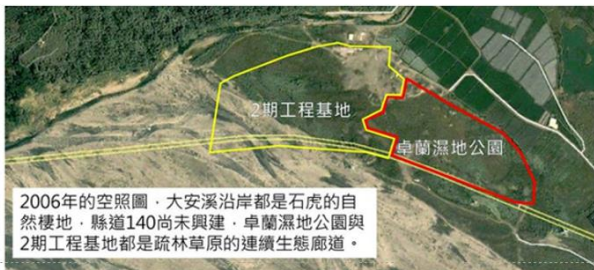 2期工程基地
卓蘭濕地公園
2006年的空照圖，大安溪沿岸都是石虎的自
然棲地，縣道140尚未興建，卓蘭濕地公園與
2期工程基地都是疏林草原的連續生態廊道。